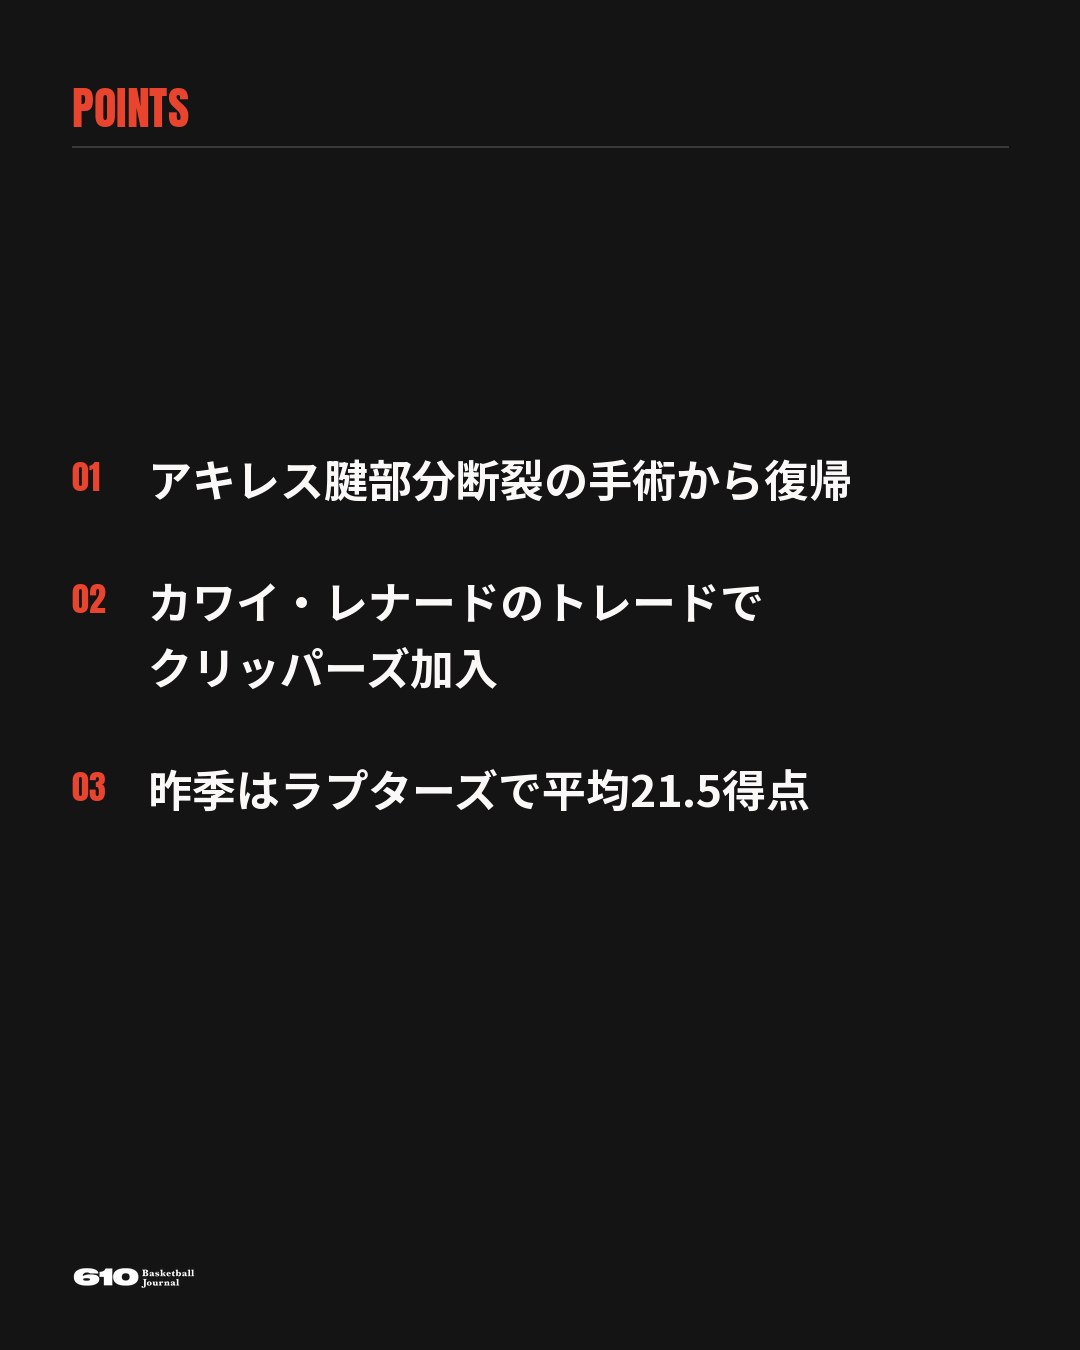 POINTS
01 アキレス腱部分断裂の手術から復帰
02 カワイ・レナードのトレードで
クリッパーズ加入
03 昨季はラプターズで平均21.5得点
610 Basketball
Journal